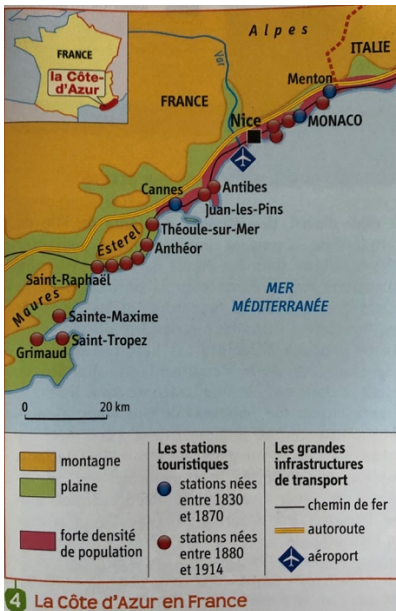 FRANCE
la Côte-
d'Azur
Alpes
ITALIE
Var
Menton
FRANCE
Nice
MONACO
Cannes
Antibes
Juan-les-Pins
Théoule-sur-Mer
Esterel
Anthéor
Saint-Raphaël
MER
MÉDITERRANÉE
Maures
Sainte-Maxime
Grimaud
Saint-Tropez
0 20 km
montagne
plaine
forte densité
de population
Les stations
touristiques
stations nées
entre 1830
et 1870
stations nées
entre 1880
et 1914
Les grandes
infrastructures
de transport
chemin de fer
autoroute
aéroport
4 La Côte d'Azur en France